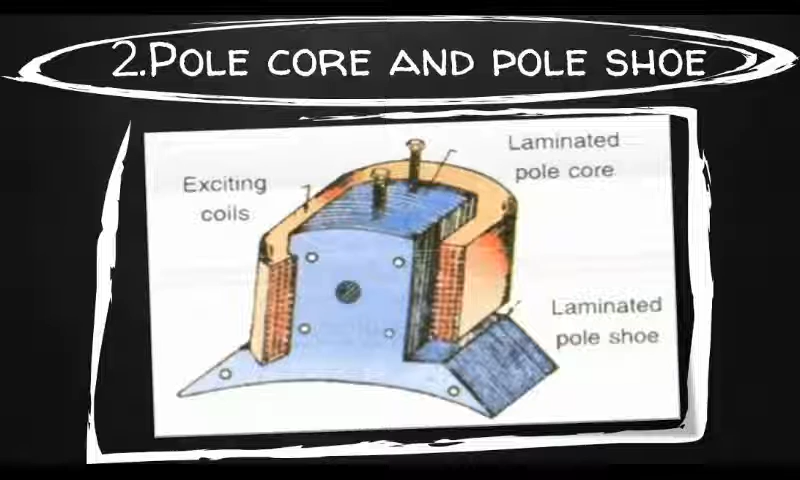 2.Pole core and pole shoe
Laminated
pole core
Exciting
coils
Laminated
pole shoe